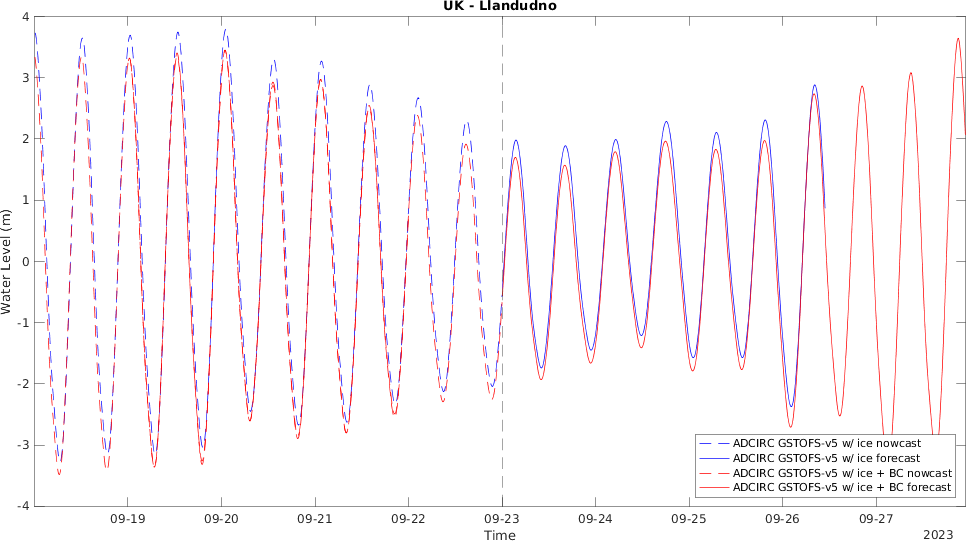 UK - Llandudno
4
3
2
1
0
-1
-2
-3
-4
Water Level (m)
ADCIRC GSTOFS-v5 w/ ice nowcast
ADCIRC GSTOFS-v5 w/ ice forecast
ADCIRC GSTOFS-v5 w/ ice + BC nowcast
ADCIRC GSTOFS-v5 w/ ice + BC forecast
09-19 09-20 09-21 09-22 09-23 09-24 09-25 09-26 09-27
Time
2023